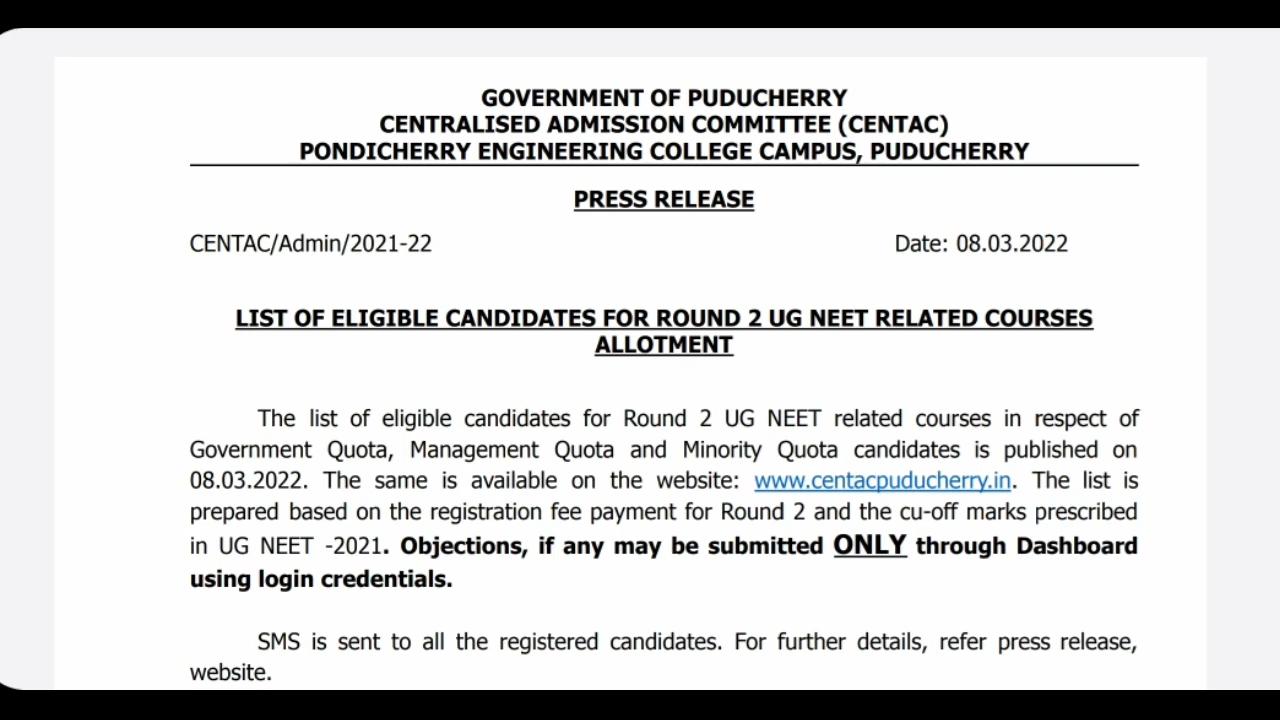 GOVERNMENT OF PUDUCHERRY
CENTRALISED ADMISSION COMMITTEE (CENTAC)
PONDICHERRY ENGINEERING COLLEGE CAMPUS, PUDUCHERRY
PRESS RELEASE
CENTAC/Admin/2021-22 Date: 08.03.2022
LIST OF ELIGIBLE CANDIDATES FOR ROUND 2 UG NEET RELATED COURSES
ALLOTMENT
The list of eligible candidates for Round 2 UG NEET related courses in respect of
Government Quota, Management Quota and Minority Quota candidates is published on
08.03.2022. The same is available on the website: www.centacpuducherry.in. The list is
prepared based on the registration fee payment for Round 2 and the cu-off marks prescribed
in UG NEET -2021. Objections, if any may be submitted ONLY through Dashboard
using login credentials.
SMS is sent to all the registered candidates. For further details, refer press release,
website.